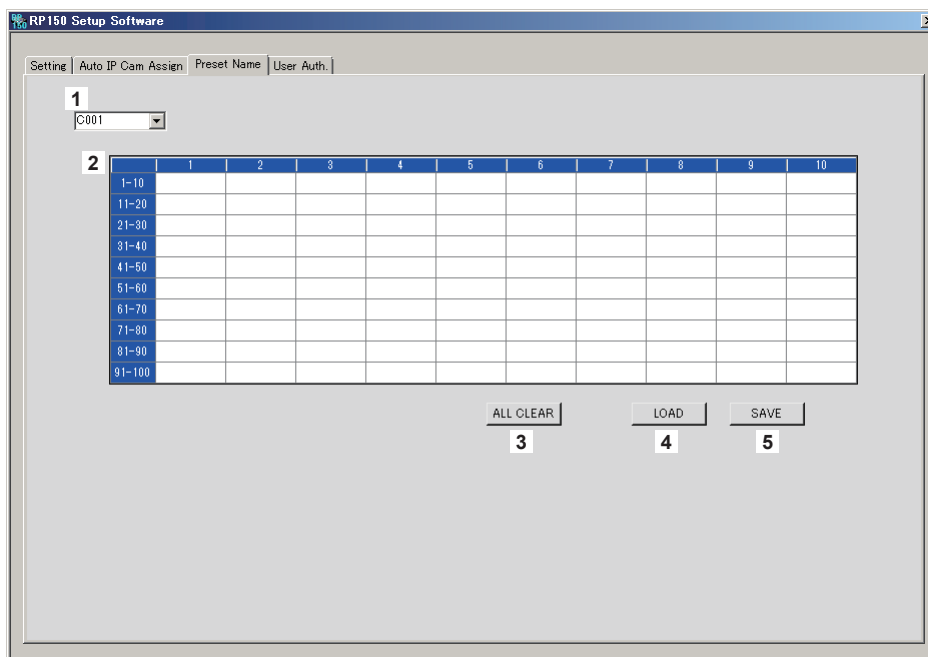 RP150 Setup Software
Setting Auto IP Cam Assign Preset Name User Auth.
1
C001
2 1 2 3 4 5 6 7 8 9 10
1-10
11-20
21-30
31-40
41-50
51-60
61-70
71-80
81-90
91-100
ALL CLEAR LOAD SAVE
3 4 5